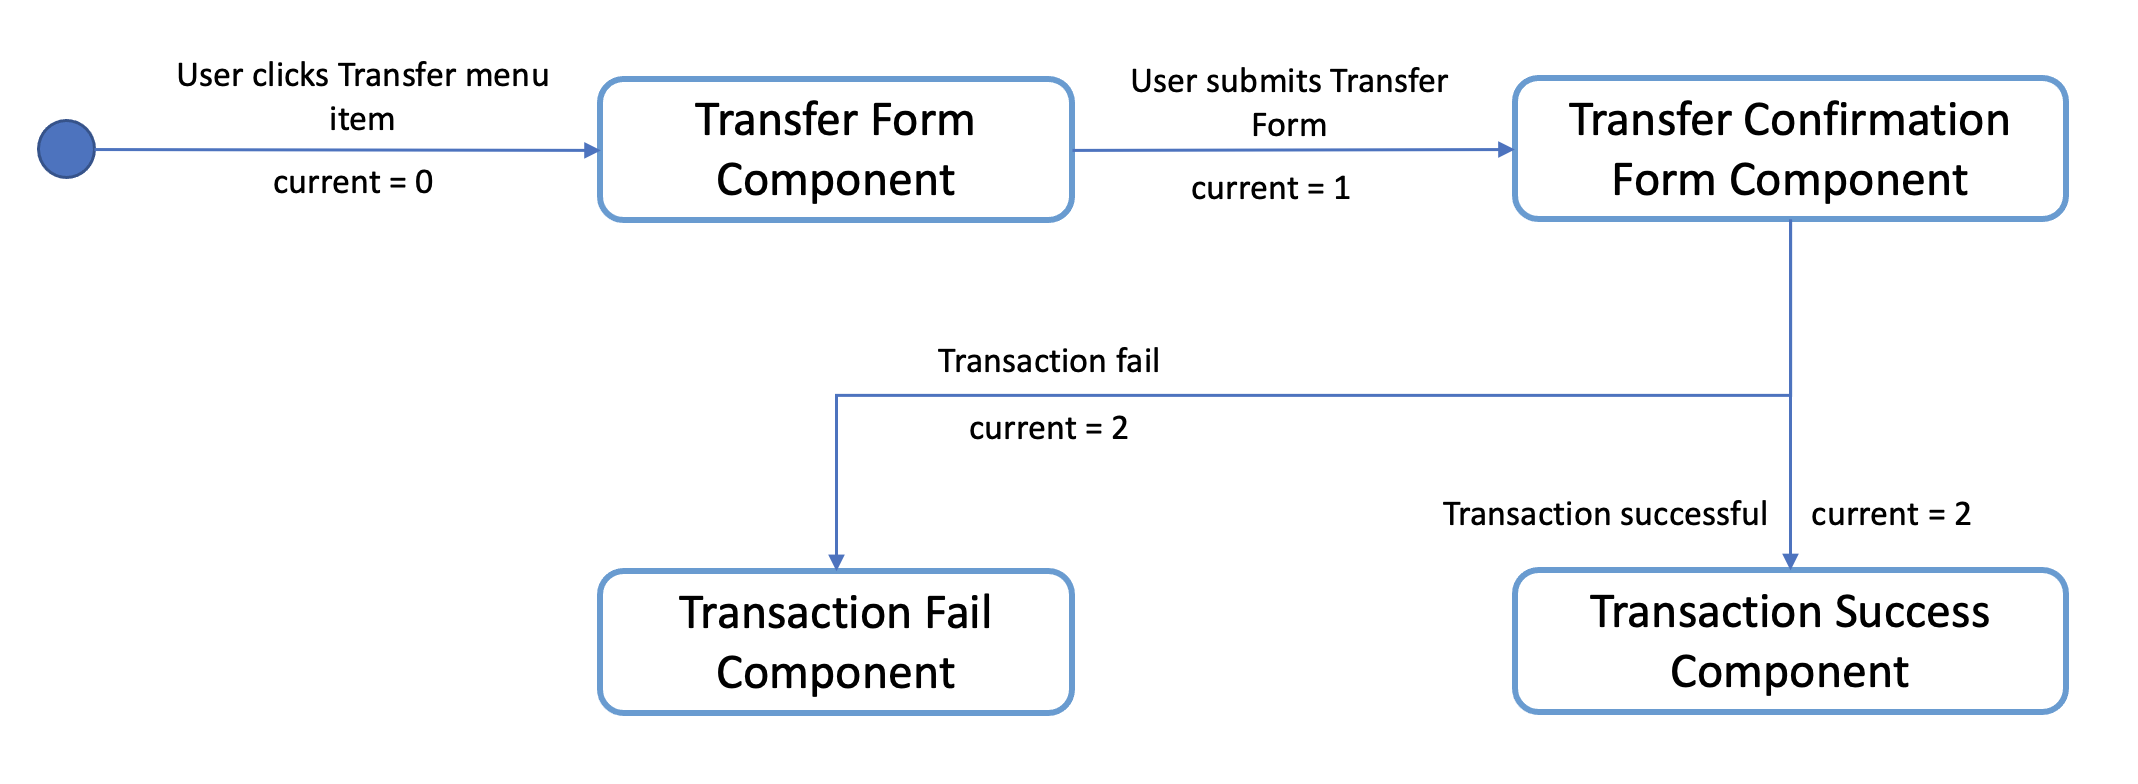 User clicks Transfer menu
item
current = 0
Transfer Form
Component
User submits Transfer
Form
current = 1
Transfer Confirmation
Form Component
Transaction fail
current = 2
Transaction successful
current = 2
Transaction Fail
Component
Transaction Success
Component